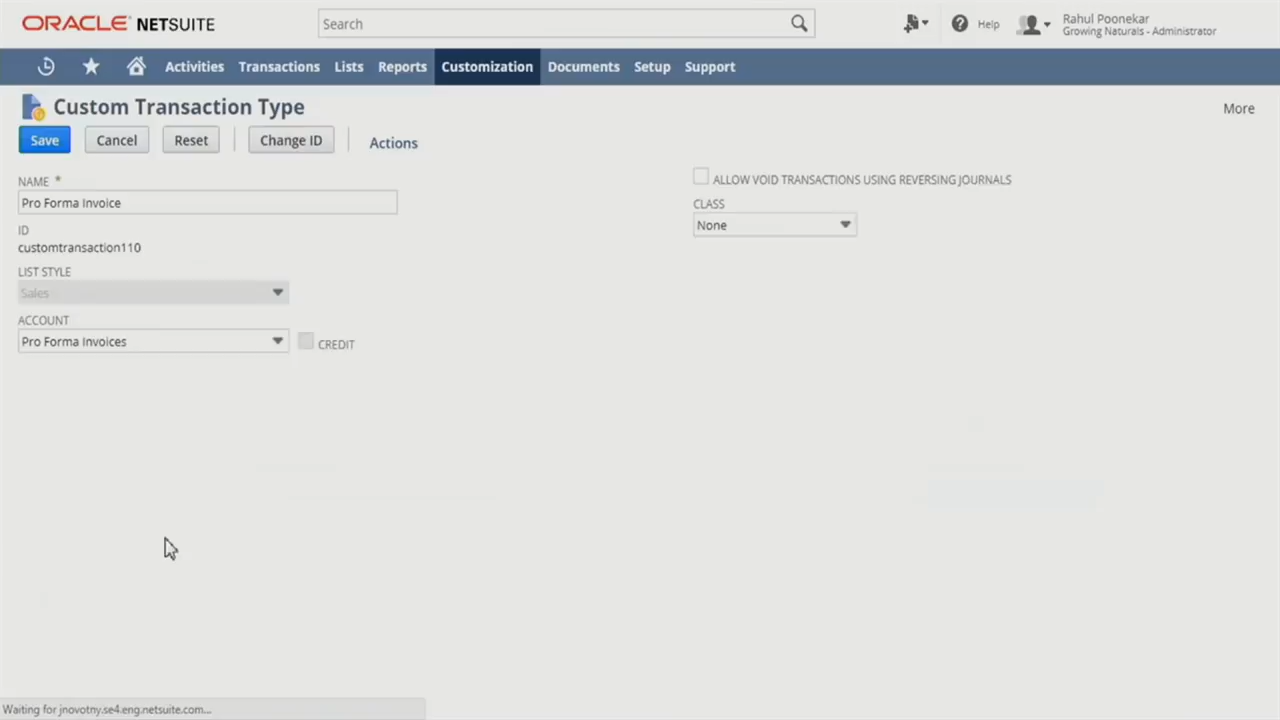 ORACLE NETSUITE
Search
Help
Rahul Poonekar
Growing Naturals - Administrator
Activities Transactions Lists Reports Customization Documents Setup Support
Custom Transaction Type
More
Save Cancel Reset Change ID Actions
NAME *
Pro Forma Invoice
ID
customtransaction110
LIST STYLE
Sales
ACCOUNT
Pro Forma Invoices
CREDIT
ALLOW VOID TRANSACTIONS USING REVERSING JOURNALS
CLASS
None
Waiting for jnovotny.se4.eng.netsuite.com...